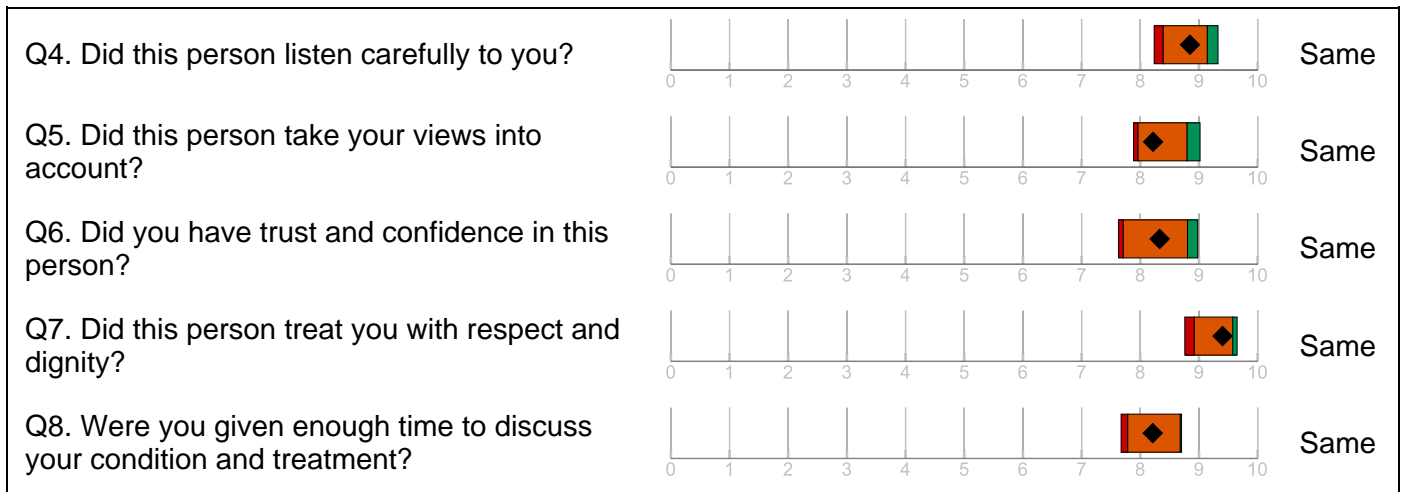 Q4. Did this person listen carefully to you?
Same
0 1 2 3 4 5 6 7 8 9 10
Q5. Did this person take your views into
account?
Same
0 1 2 3 4 5 6 7 8 9 10
Q6. Did you have trust and confidence in this
person?
Same
0 1 2 3 4 5 6 7 8 9 10
Q7. Did this person treat you with respect and
dignity?
Same
0 1 2 3 4 5 6 7 8 9 10
Q8. Were you given enough time to discuss
your condition and treatment?
Same
0 1 2 3 4 5 6 7 8 9 10